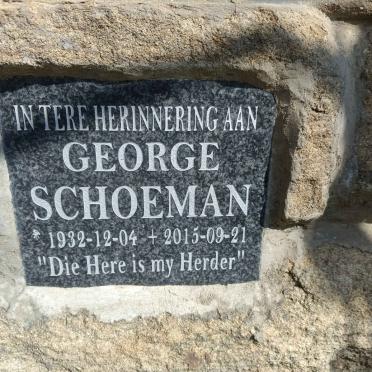 IN TERE HERINNERING AAN
GEORGE
SCHOEMAN
* 1932-12-04 + 2015-09-21
"Die Here is my Herder"